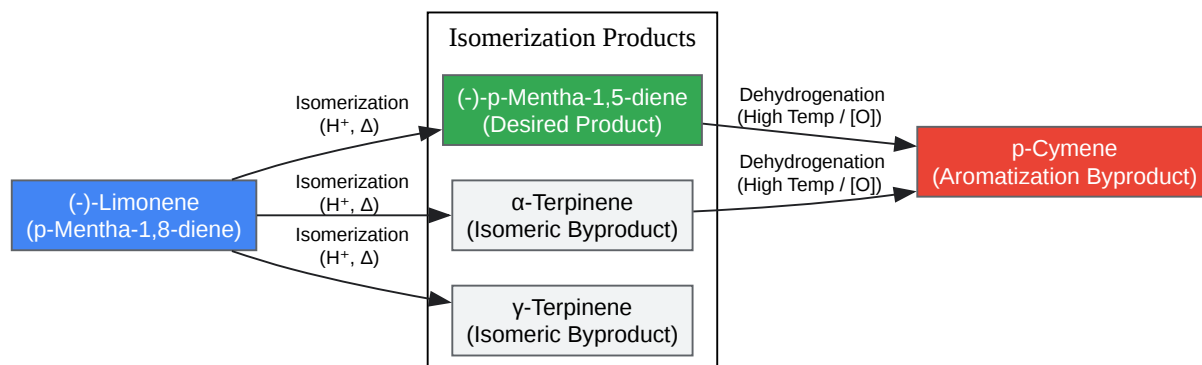 Isomerization Products
(-)-Limonene
(p-Mentha-1,8-diene)
Isomerization
(H⁺, Δ)
Isomerization
(H⁺, Δ)
Isomerization
(H⁺, Δ)
(-)-p-Mentha-1,5-diene
(Desired Product)
α-Terpinene
(Isomeric Byproduct)
γ-Terpinene
(Isomeric Byproduct)
Dehydrogenation
(High Temp / [O])
Dehydrogenation
(High Temp / [O])
p-Cymene
(Aromatization Byproduct)